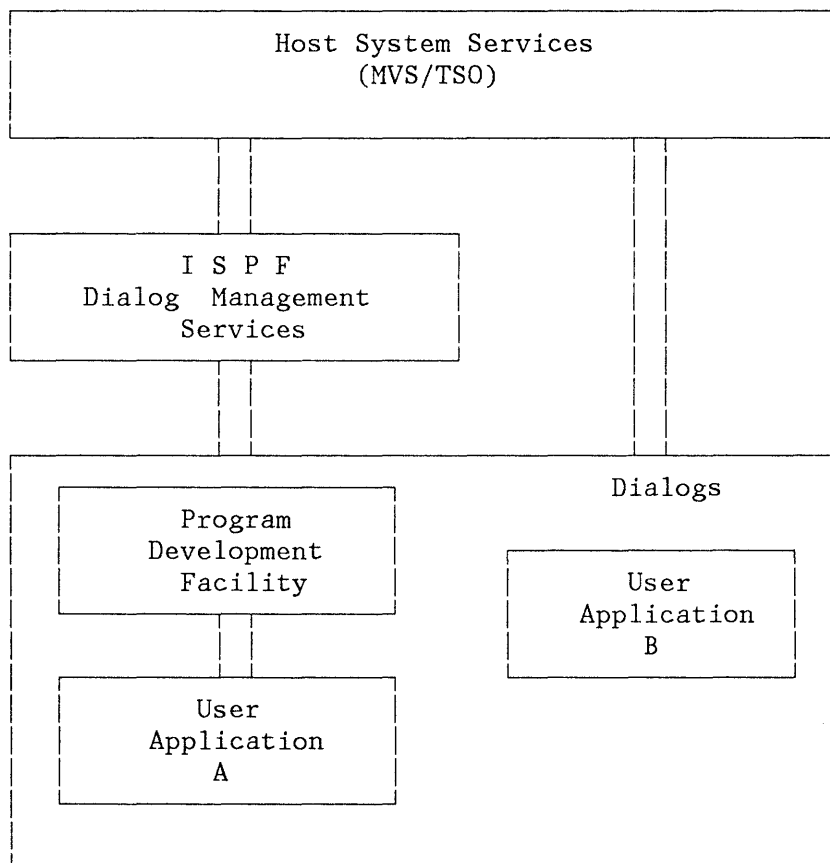 Host System Services
(MVS/TSO)
I S P F
Dialog Management
Services
Dialogs
Program
Development
Facility
User
Application
B
User
Application
A